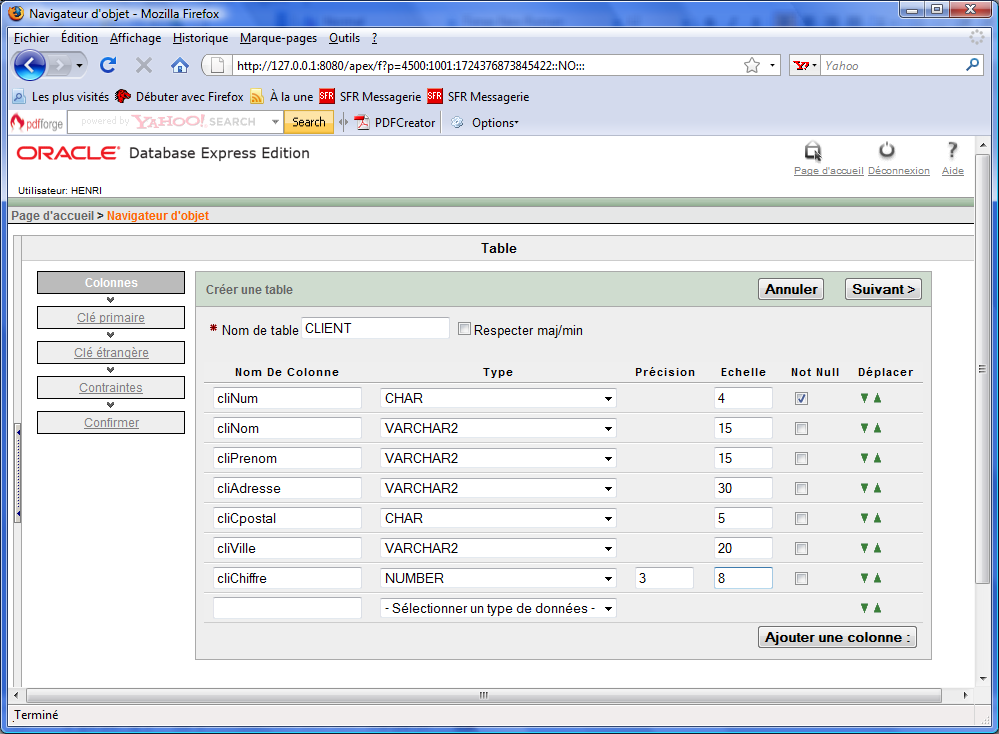 Navigateur d'objet - Mozilla Firefox
Fichier Édition Affichage Historique Marque-pages Outils ?
http://127.0.0.1:8080/apex/f?p=4500:1001:1724376873845422::NO:::
Yahoo
Les plus visités Débuter avec Firefox À la une SFR SFR Messagerie SFR SFR Messagerie
pdfforge powered by YAHOO! SEARCH Search PDFCreator Options
ORACLE Database Express Edition
Page d'accueil Déconnexion Aide
Utilisateur: HENRI
Page d'accueil > Navigateur d'objet
Table
Colonnes
Clé primaire
Clé étrangère
Contraintes
Confirmer
Créer une table Annuler Suivant >
* Nom de table CLIENT Respecter maj/min
Nom De Colonne Type Précision Echelle Not Null Déplacer
cliNum CHAR 4
cliNom VARCHAR2 15
cliPrenom VARCHAR2 15
cliAdresse VARCHAR2 30
cliCpostal CHAR 5
cliVille VARCHAR2 20
cliChiffre NUMBER 3 8
- Sélectionner un type de données -
Ajouter une colonne :
Terminé